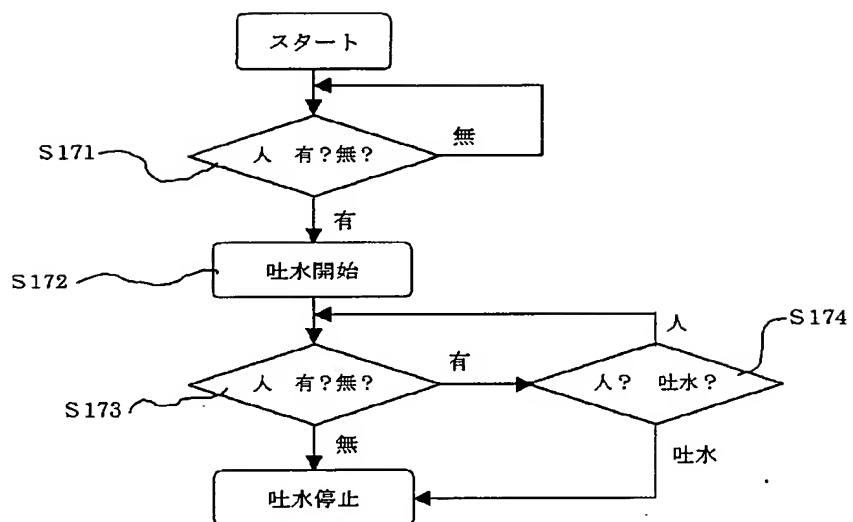 スタート
無
S171
人 有?無?
有
S172
吐水開始
人
S174
有
人 有?無?
人? 吐水?
S173
無
吐水
吐水停止